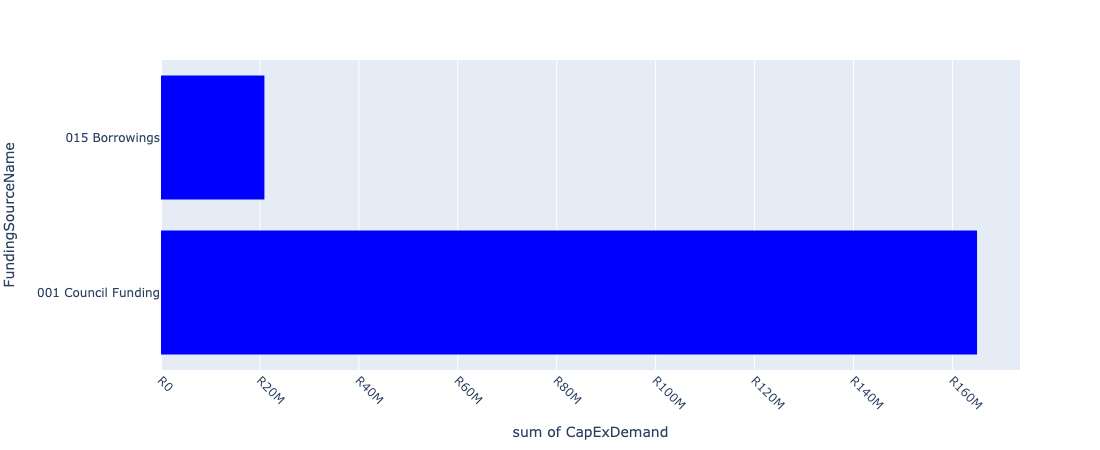 FundingSourceName
015 Borrowings
001 Council Funding
R0
R20M
R40M
R60M
R80M
R100M
R120M
R140M
R160M
sum of CapExDemand